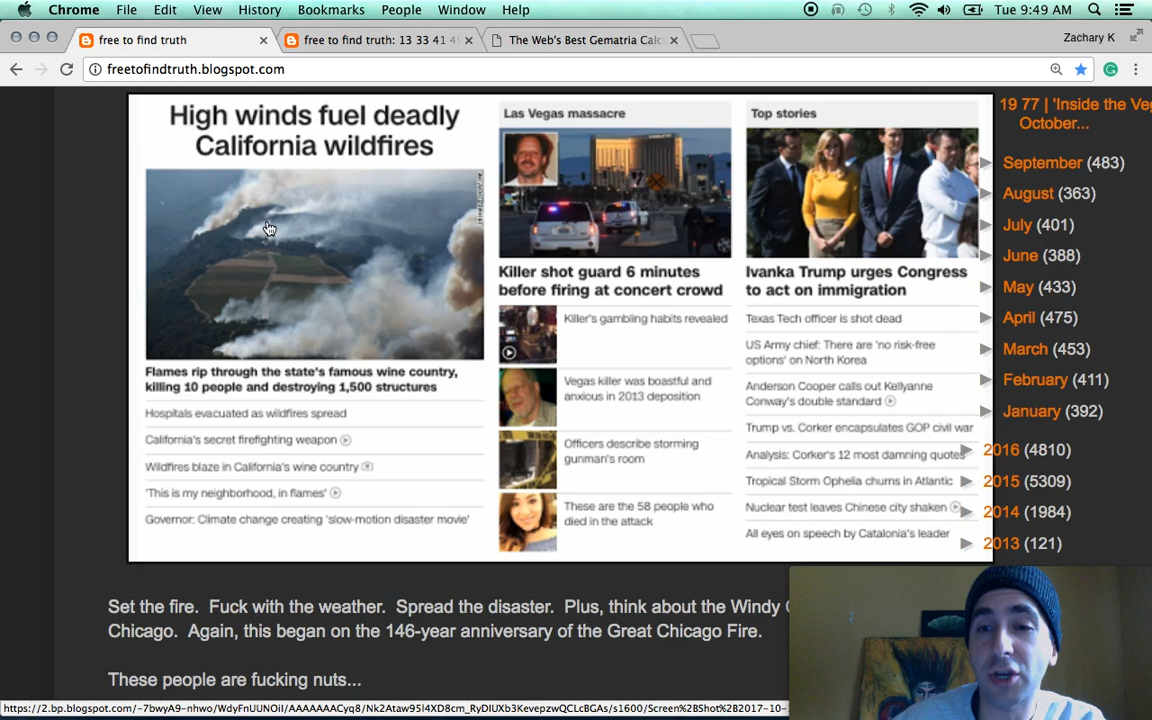 Chrome File Edit View History Bookmarks People Window Help Tue 9:49 AM
free to find truth
free to find truth: 13 33 41 4
The Web's Best Gematria Calc
Zachary K
freetofindtruth.blogspot.com
High winds fuel deadly
California wildfires
Flames rip through the state's famous wine country,
killing 10 people and destroying 1,500 structures
Hospitals evacuated as wildfires spread
California's secret firefighting weapon
Wildfires blaze in California's wine country
'This is my neighborhood, in flames'
Governor: Climate change creating 'slow-motion disaster movie'
Las Vegas massacre
Killer shot guard 6 minutes
before firing at concert crowd
Killer's gambling habits revealed
Vegas killer was boastful and
anxious in 2013 deposition
Officers describe storming
gunman's room
These are the 58 people who
died in the attack
Top stories
Ivanka Trump urges Congress
to act on immigration
Texas Tech officer is shot dead
US Army chief: There are 'no risk-free
options' on North Korea
Anderson Cooper calls out Kellyanne
Conway's double standard
Trump vs. Corker encapsulates GOP civil war
Analysis: Corker's 12 most damning quotes
Tropical Storm Ophelia churns in Atlantic
Nuclear test leaves Chinese city shaken
All eyes on speech by Catalonia's leader
19 77 | 'Inside the Ve
October...
September (483)
August (363)
July (401)
June (388)
May (433)
April (475)
March (453)
February (411)
January (392)
2016 (4810)
2015 (5309)
2014 (1984)
2013 (121)
Set the fire. Fuck with the weather. Spread the disaster. Plus, think about the Windy
Chicago. Again, this began on the 146-year anniversary of the Great Chicago Fire.
These people are fucking nuts...